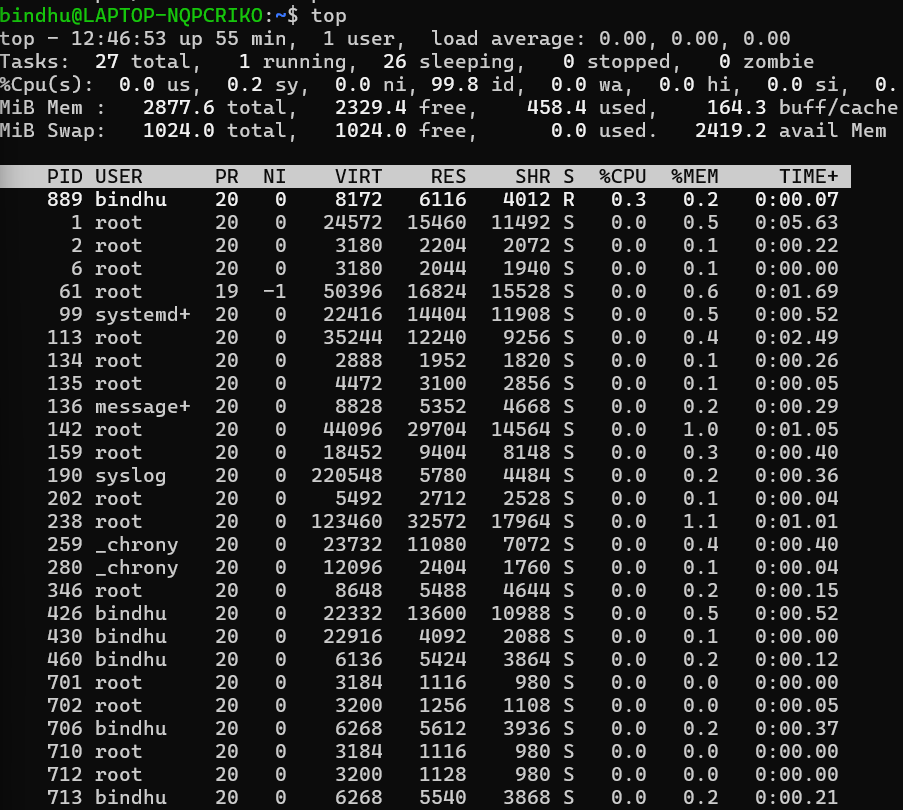 bindhu@LAPTOP-NQPCRIKO:~$ top
top - 12:46:53 up 55 min,  1 user,  load average: 0.00, 0.00, 0.00
Tasks:  27 total,   1 running,  26 sleeping,   0 stopped,   0 zombie
%Cpu(s):  0.0 us,  0.2 sy,  0.0 ni, 99.8 id,  0.0 wa,  0.0 hi,  0.0 si,  0.
MiB Mem :   2877.6 total,   2329.4 free,    458.4 used,    164.3 buff/cache
MiB Swap:   1024.0 total,   1024.0 free,      0.0 used.   2419.2 avail Mem
PID USER      PR  NI    VIRT    RES    SHR S  %CPU  %MEM     TIME+
889 bindhu    20   0    8172   6116   4012 R   0.3   0.2   0:00.07
1 root      20   0   24572  15460  11492 S   0.0   0.5   0:05.63
2 root      20   0    3180   2204   2072 S   0.0   0.1   0:00.22
6 root      20   0    3180   2044   1940 S   0.0   0.1   0:00.00
61 root      19  -1   50396  16824  15528 S   0.0   0.6   0:01.69
99 systemd+  20   0   22416  14404  11908 S   0.0   0.5   0:00.52
113 root      20   0   35244  12240   9256 S   0.0   0.4   0:02.49
134 root      20   0    2888   1952   1820 S   0.0   0.1   0:00.26
135 root      20   0    4472   3100   2856 S   0.0   0.1   0:00.05
136 message+  20   0    8828   5352   4668 S   0.0   0.2   0:00.29
142 root      20   0   44096  29704  14564 S   0.0   1.0   0:01.05
159 root      20   0   18452   9404   8148 S   0.0   0.3   0:00.40
190 syslog    20   0  220548   5780   4484 S   0.0   0.2   0:00.36
202 root      20   0    5492   2712   2528 S   0.0   0.1   0:00.04
238 root      20   0  123460  32572  17964 S   0.0   1.1   0:01.01
259 _chrony   20   0   23732  11080   7072 S   0.0   0.4   0:00.40
280 _chrony   20   0   12096   2404   1760 S   0.0   0.1   0:00.04
346 root      20   0    8648   5488   4644 S   0.0   0.2   0:00.15
426 bindhu    20   0   22332  13600  10988 S   0.0   0.5   0:00.52
430 bindhu    20   0   22916   4092   2088 S   0.0   0.1   0:00.00
460 bindhu    20   0    6136   5424   3864 S   0.0   0.2   0:00.12
701 root      20   0    3184   1116    980 S   0.0   0.0   0:00.00
702 root      20   0    3200   1256   1108 S   0.0   0.0   0:00.05
706 bindhu    20   0    6268   5612   3936 S   0.0   0.2   0:00.37
710 root      20   0    3184   1116    980 S   0.0   0.0   0:00.00
712 root      20   0    3200   1128    980 S   0.0   0.0   0:00.00
713 bindhu    20   0    6268   5540   3868 S   0.0   0.2   0:00.21